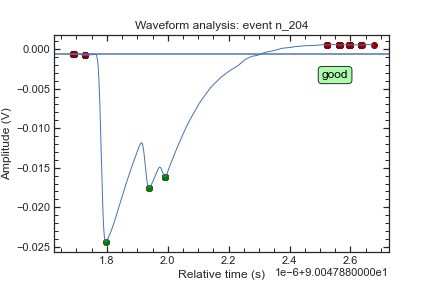 Waveform analysis: event n_204
Amplitude (V)
0.000
−0.005
−0.010
−0.015
−0.020
−0.025
good
1.8 2.0 2.2 2.4 2.6
1e-6+9.0047880000e1
Relative time (s)